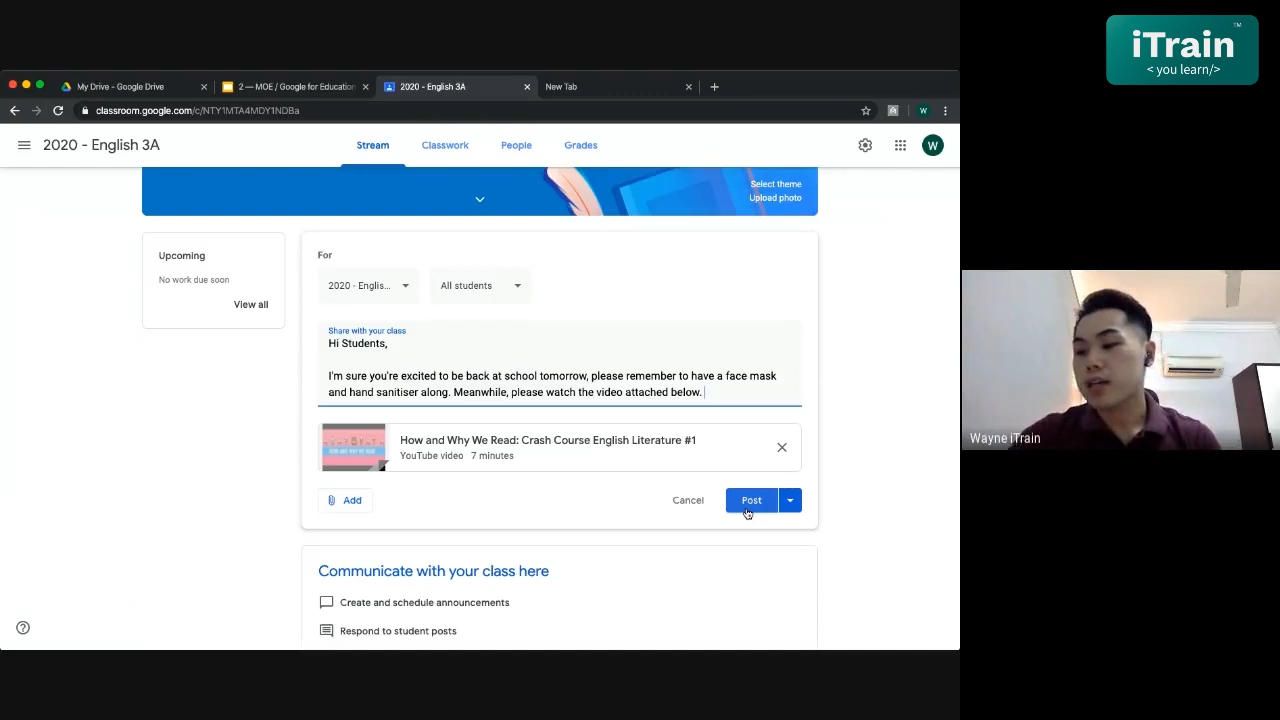 iTrain
TM
< you learn/>
My Drive - Google Drive
2 — MOE / Google for Education
2020 - English 3A
New Tab
classroom.google.com/c/NTY1MTA4MDY1NDBa
W
2020 - English 3A
Stream
Classwork
People
Grades
W
Select theme
Upload photo
Upcoming
No work due soon
View all
For
2020 - Englis...
All students
Share with your class
Hi Students,
I'm sure you're excited to be back at school tomorrow, please remember to have a face mask
and hand sanitiser along. Meanwhile, please watch the video attached below.
How and Why We Read: Crash Course English Literature #1
YouTube video 7 minutes
Add
Cancel
Post
Communicate with your class here
Create and schedule announcements
Respond to student posts
Wayne iTrain